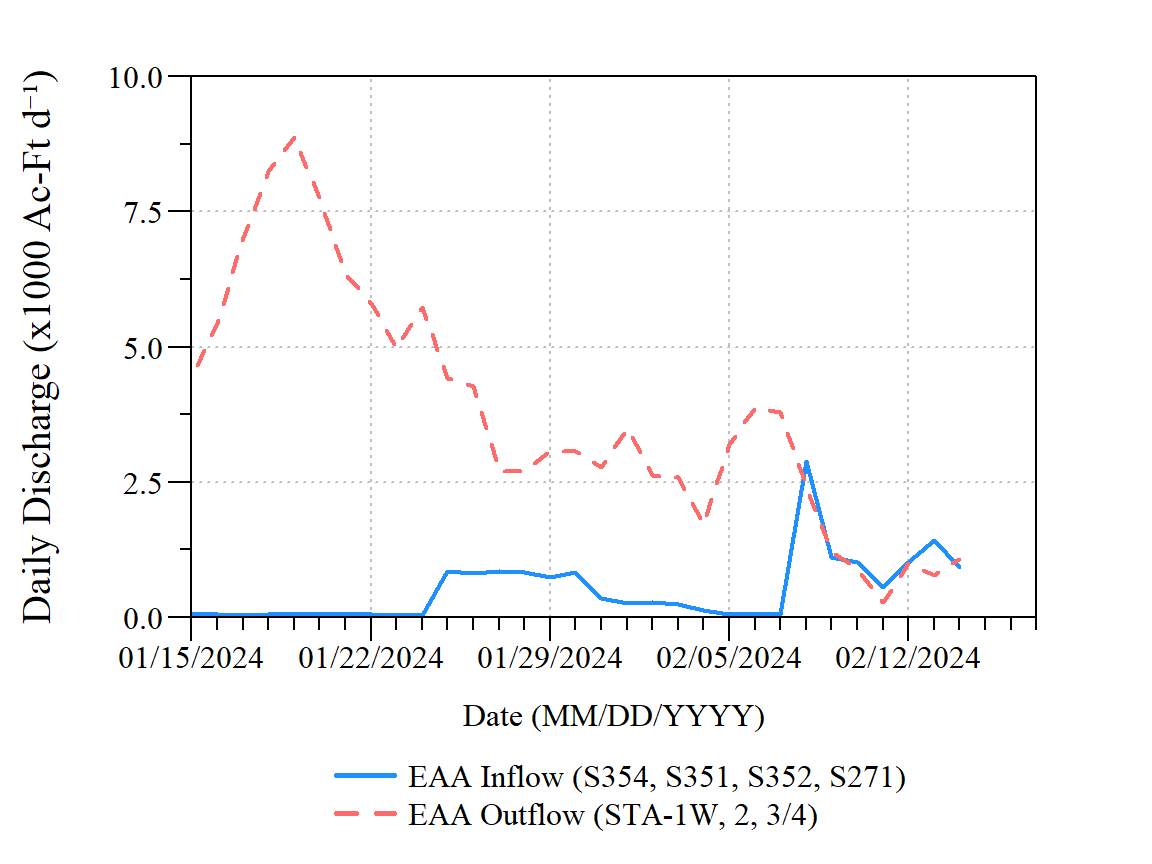 Daily Discharge (x1000 Ac-Ft d⁻¹)
10.0
7.5
5.0
2.5
0.0
01/15/2024 01/22/2024 01/29/2024 02/05/2024 02/12/2024
Date (MM/DD/YYYY)
EAA Inflow (S354, S351, S352, S271)
EAA Outflow (STA-1W, 2, 3/4)